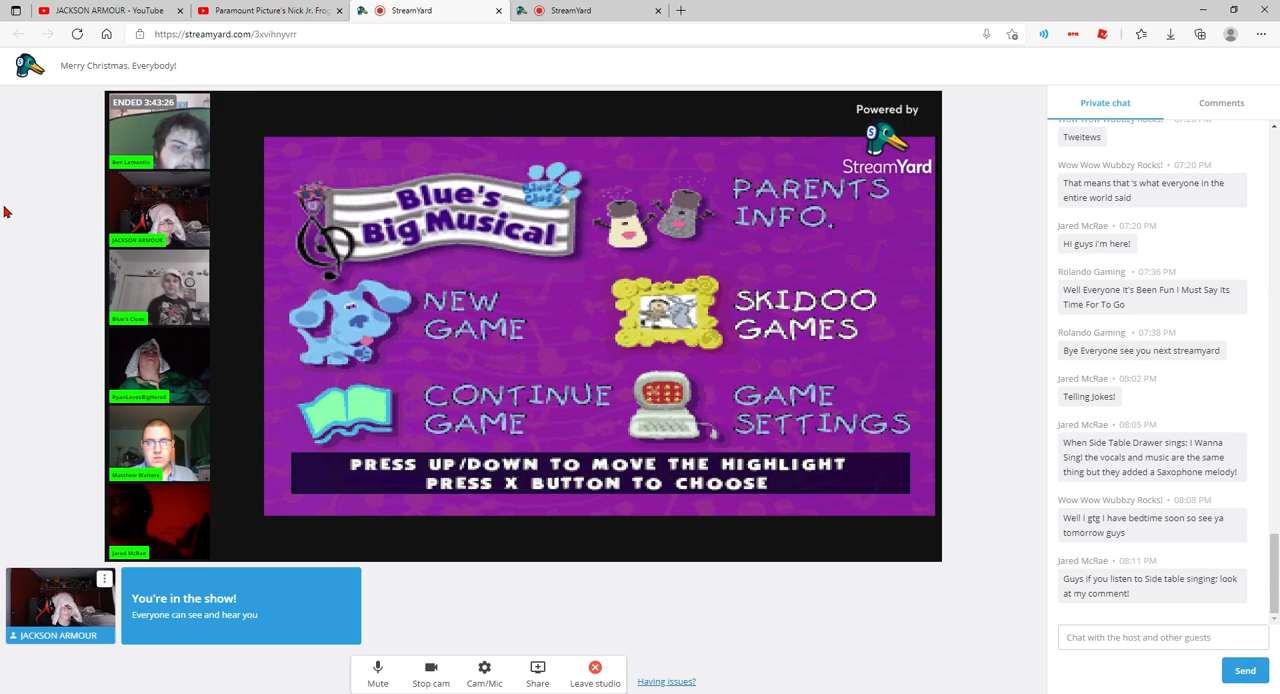 JACKSON ARMOUR - YouTube
Paramount Picture's Nick Jr. Frog
StreamYard
StreamYard
https://streamyard.com/3xvihnyvrr
Merry Christmas, Everybody!
ENDED 3:43:26
Ben Lamantia
JACKSON ARMOUR
Blue's Clues
RyanLovesBigHero6
Matthew Walters
Jared McRae
Powered by
StreamYard
Blue's
Big Musical
PARENTS
INFO.
NEW
GAME
SKIDOO
GAMES
CONTINUE
GAME
GAME
SETTINGS
PRESS UP/DOWN TO MOVE THE HIGHLIGHT
PRESS X BUTTON TO CHOOSE
JACKSON ARMOUR
You're in the show!
Everyone can see and hear you
Mute
Stop cam
Cam/Mic
Share
Leave studio
Having issues?
Private chat
Comments
Wow Wow Wubbzy Rocks! • 07:20 PM
Tweitews
Wow Wow Wubbzy Rocks! • 07:20 PM
That means that 's what everyone in the
entire world said
Jared McRae • 07:20 PM
Hi guys i'm here!
Rolando Gaming • 07:36 PM
Well Everyone It's Been Fun I Must Say Its
Time For To Go
Rolando Gaming • 07:38 PM
Bye Everyone see you next streamyard
Jared McRae • 08:02 PM
Telling Jokes!
Jared McRae • 08:05 PM
When Side Table Drawer sings: I Wanna
Sing! the vocals and music are the same
thing but they added a Saxophone melody!
Wow Wow Wubbzy Rocks! • 08:08 PM
Well I gtg I have bedtime soon so see ya
tomorrow guys
Jared McRae • 08:11 PM
Guys if you listen to Side table singing: look
at my comment!
Chat with the host and other guests
Send